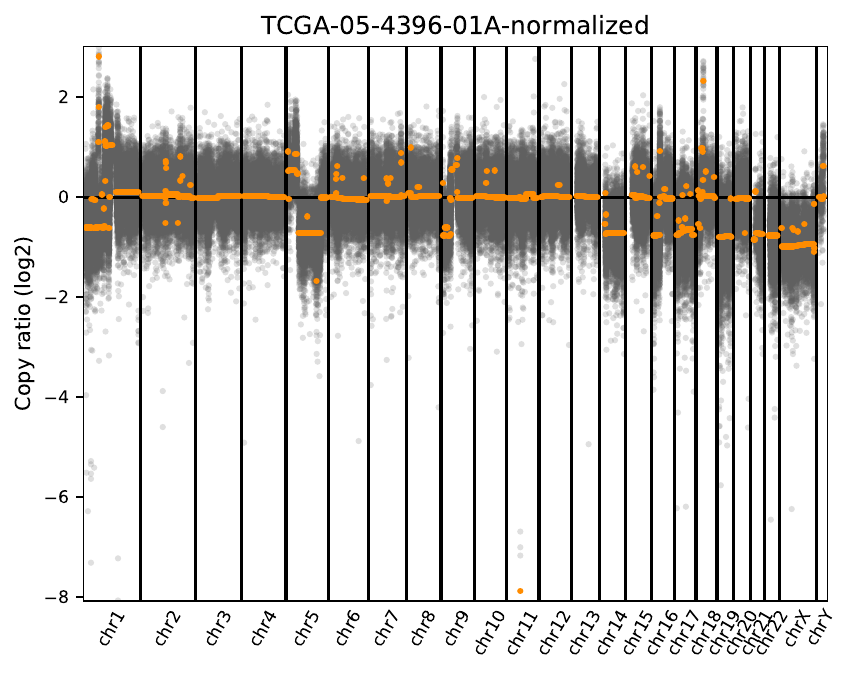 TCGA-05-4396-01A-normalized
Copy ratio (log2)
2
0
−2
−4
−6
−8
chr1
chr2
chr3
chr4
chr5
chr6
chr7
chr8
chr9
chr10
chr11
chr12
chr13
chr14
chr15
chr16
chr17
chr18
chr19
chr20
chr21
chr22
chrX
chrY